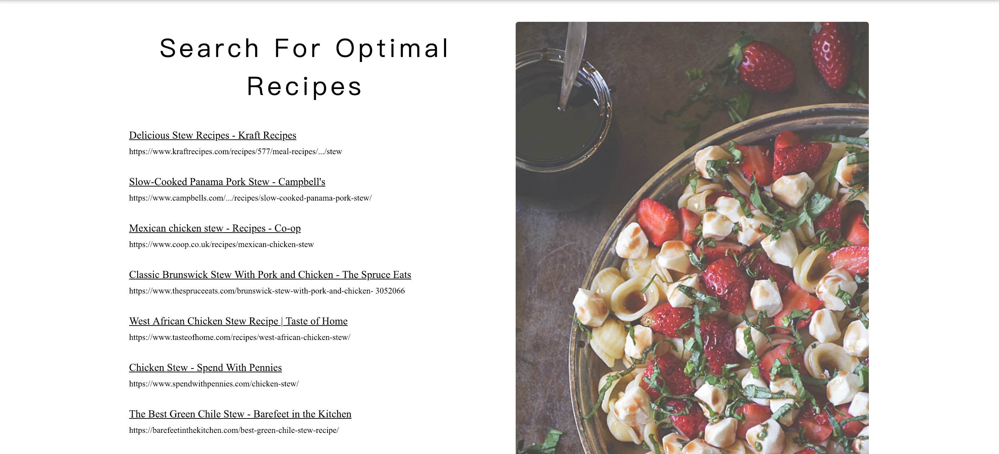 Search For Optimal
Recipes
Delicious Stew Recipes - Kraft Recipes
https://www.kraftrecipes.com/recipes/577/meal-recipes/.../stew
Slow-Cooked Panama Pork Stew - Campbell's
https://www.campbells.com/.../recipes/slow-cooked-panama-pork-stew/
Mexican chicken stew - Recipes - Co-op
https://www.coop.co.uk/recipes/mexican-chicken-stew
Classic Brunswick Stew With Pork and Chicken - The Spruce Eats
https://www.thespruceeats.com/brunswick-stew-with-pork-and-chicken- 3052066
West African Chicken Stew Recipe | Taste of Home
https://www.tasteofhome.com/recipes/west-african-chicken-stew/
Chicken Stew - Spend With Pennies
https://www.spendwithpennies.com/chicken-stew/
The Best Green Chile Stew - Barefeet in the Kitchen
https://barefeetinthekitchen.com/best-green-chile-stew-recipe/